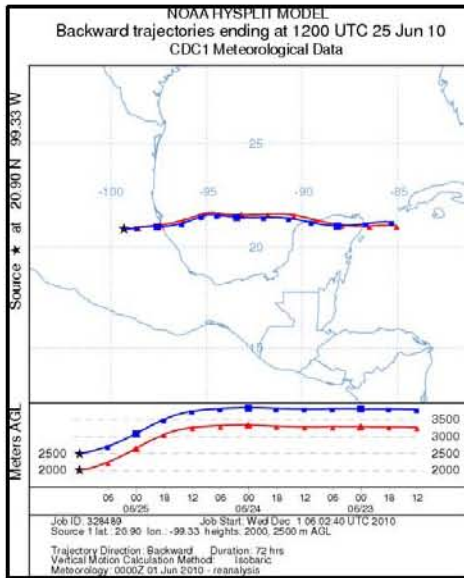 NOAA HYSPLIT MODEL
Backward trajectories ending at 1200 UTC 25 Jun 10
CDC1 Meteorological Data
Source ★ at 20.90 N 99.33 W
25
-100 -95 -90 -85
20
15
Meters AGL
3500
2500 3000
2500
2000 2000
06 00 18 12 06 00 18 12 06 00 18 12
06/25 06/24 06/23
Job ID: 328489 Job Start: Wed Dec 1 06:02:40 UTC 2010
Source 1 lat.: 20.90 lon.: -99.33 heights: 2000, 2500 m AGL
Trajectory Direction: Backward Duration: 72 hrs
Vertical Motion Calculation Method: Isobaric
Meteorology: 0000Z 01 Jun 2010 - reanalysis